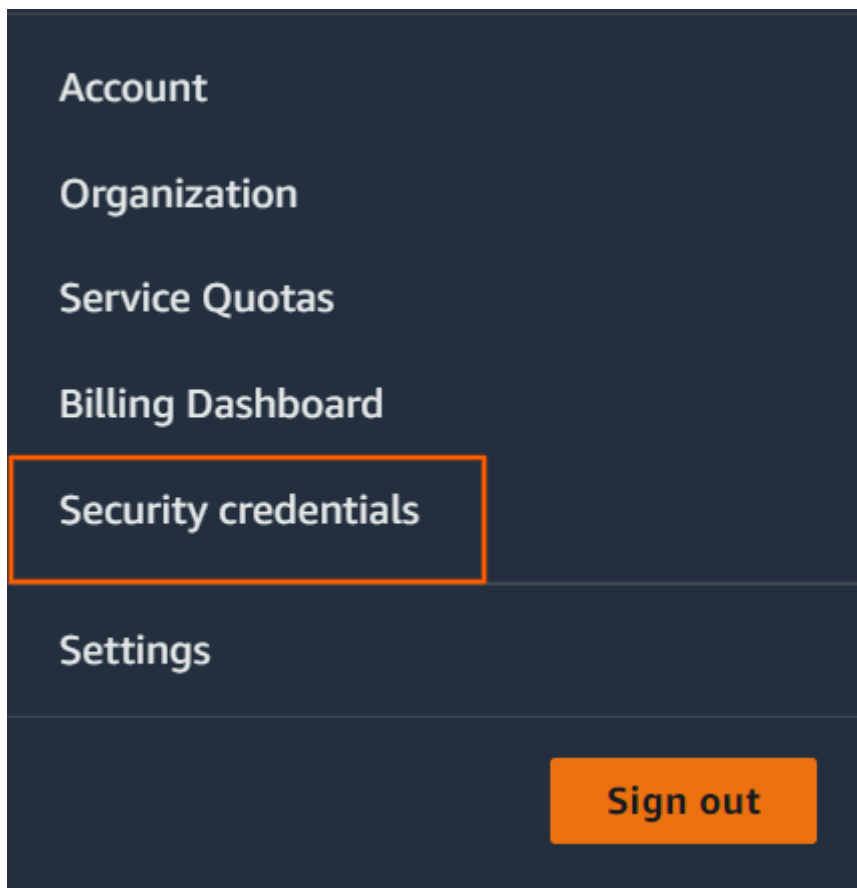 Account
Organization
Service Quotas
Billing Dashboard
Security credentials
Settings
Sign out